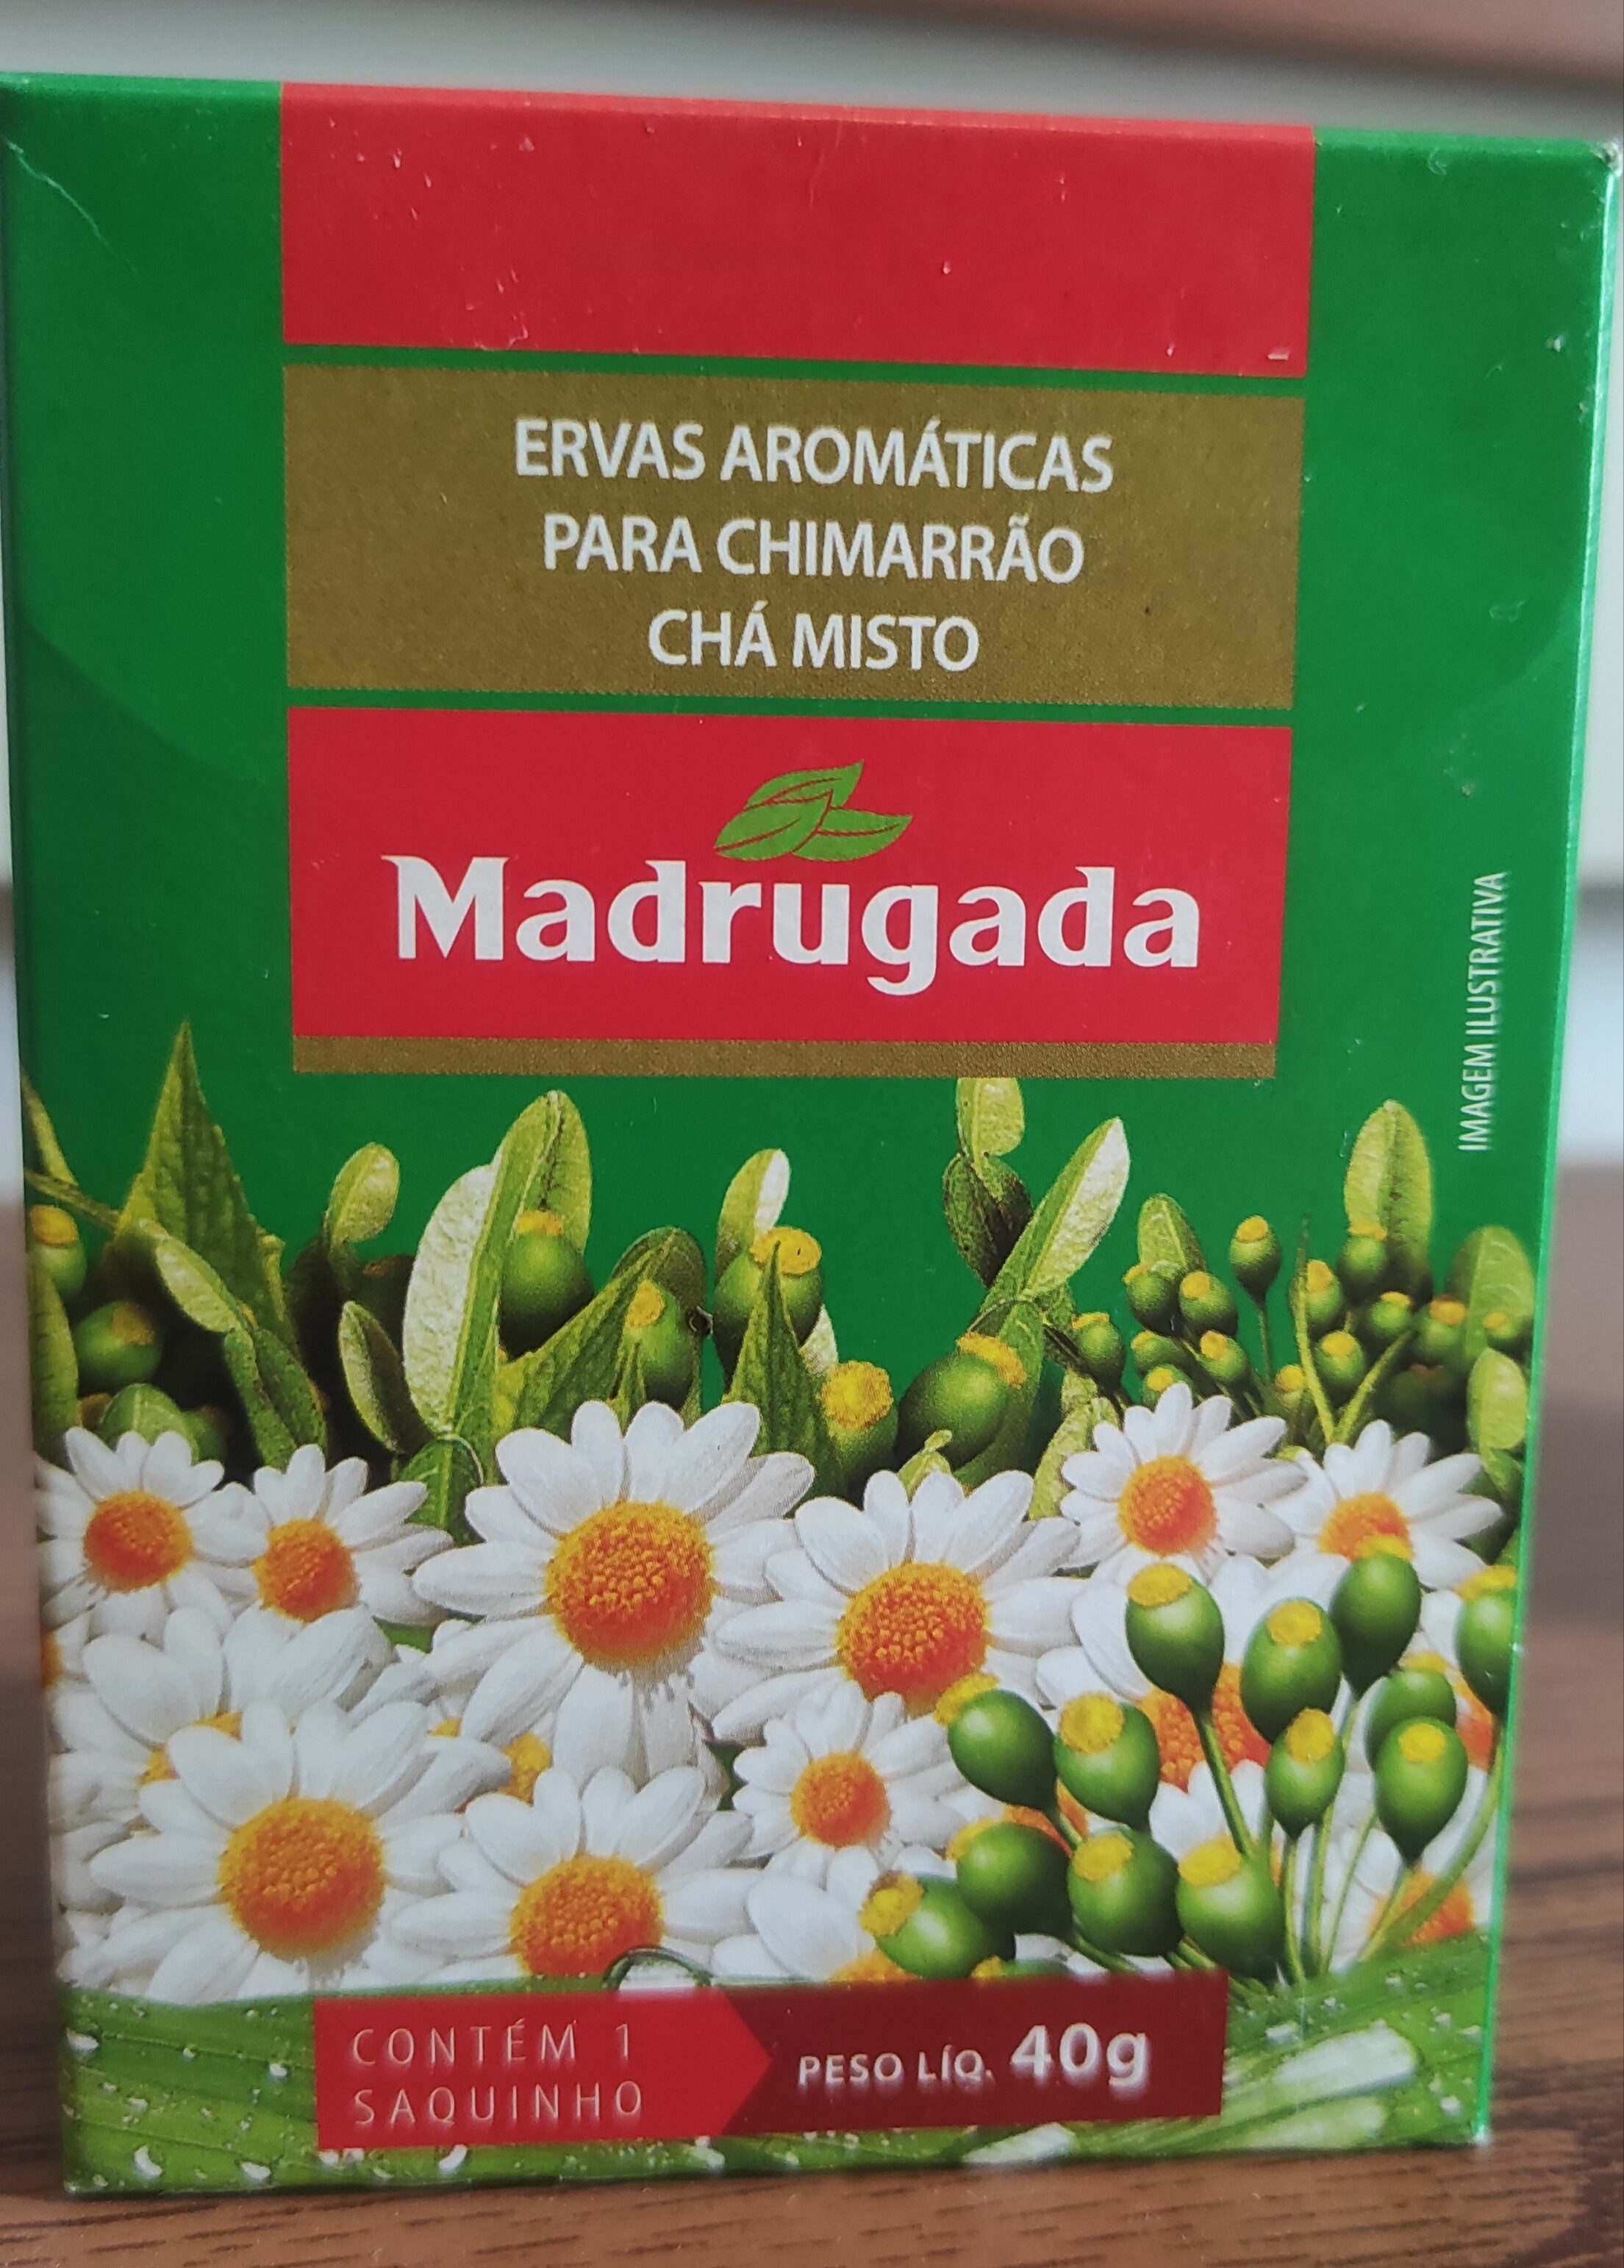 ERVAS AROMÁTICAS
PARA CHIMARRÃO
CHÁ MISTO
Madrugada
IMAGEM ILUSTRATIVA
CONTÉM 1
SAQUINHO
PESO LÍQ. 40g